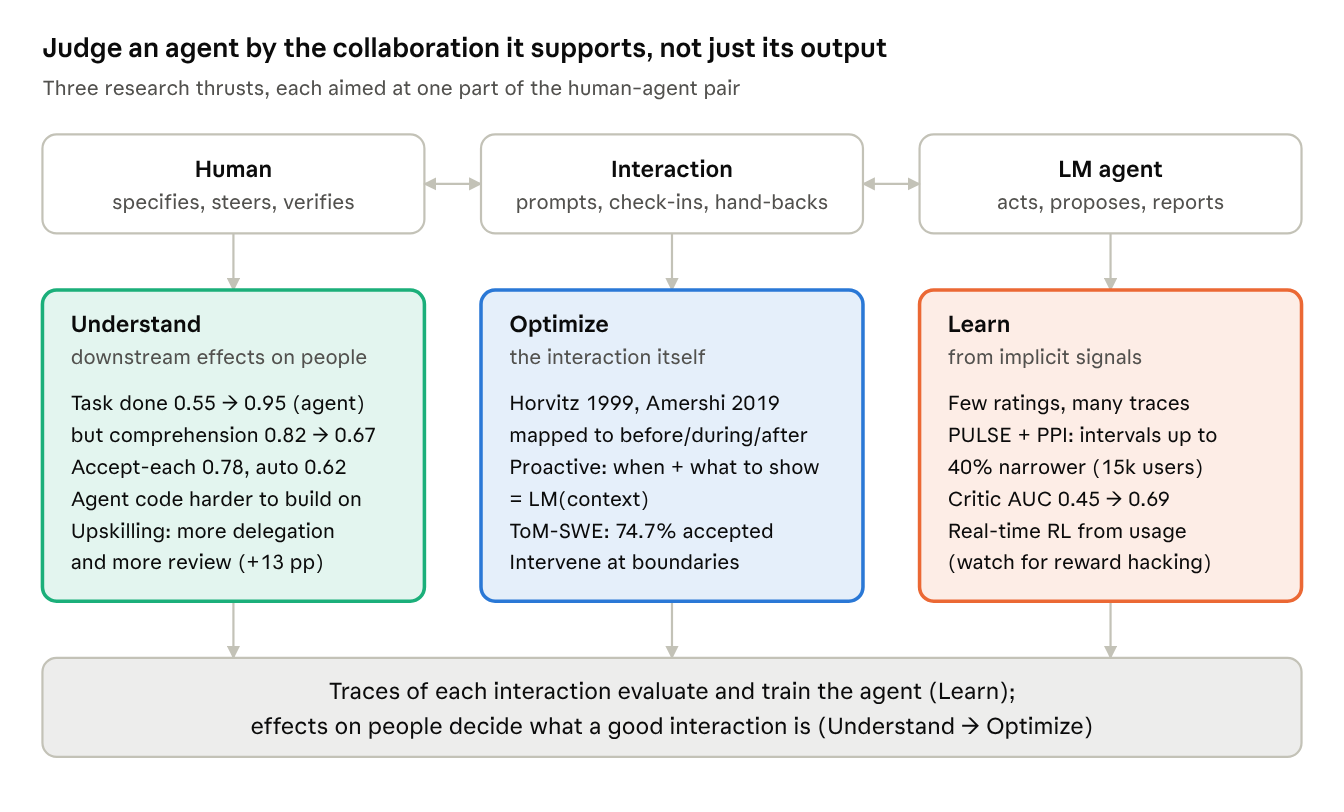 Judge an agent by the collaboration it supports, not just its output
Three research thrusts, each aimed at one part of the human-agent pair
Human
specifies, steers, verifies
Interaction
prompts, check-ins, hand-backs
LM agent
acts, proposes, reports
Understand
downstream effects on people
Task done 0.55 → 0.95 (agent)
but comprehension 0.82 → 0.67
Accept-each 0.78, auto 0.62
Agent code harder to build on
Upskilling: more delegation
and more review (+13 pp)
Optimize
the interaction itself
Horvitz 1999, Amershi 2019
mapped to before/during/after
Proactive: when + what to show
= LM(context)
ToM-SWE: 74.7% accepted
Intervene at boundaries
Learn
from implicit signals
Few ratings, many traces
PULSE + PPI: intervals up to
40% narrower (15k users)
Critic AUC 0.45 → 0.69
Real-time RL from usage
(watch for reward hacking)
Traces of each interaction evaluate and train the agent (Learn);
effects on people decide what a good interaction is (Understand → Optimize)